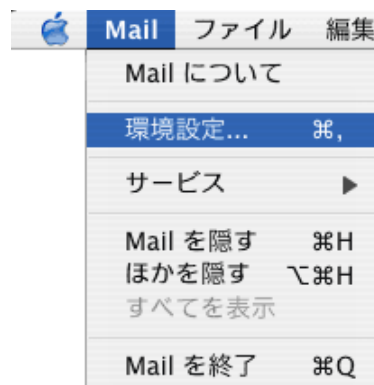 Mail ファイル 編集
Mail について
環境設定... ⌘,
サービス ▶
Mail を隠す ⌘H
ほかを隠す ⌥⌘H
すべてを表示
Mail を終了 ⌘Q